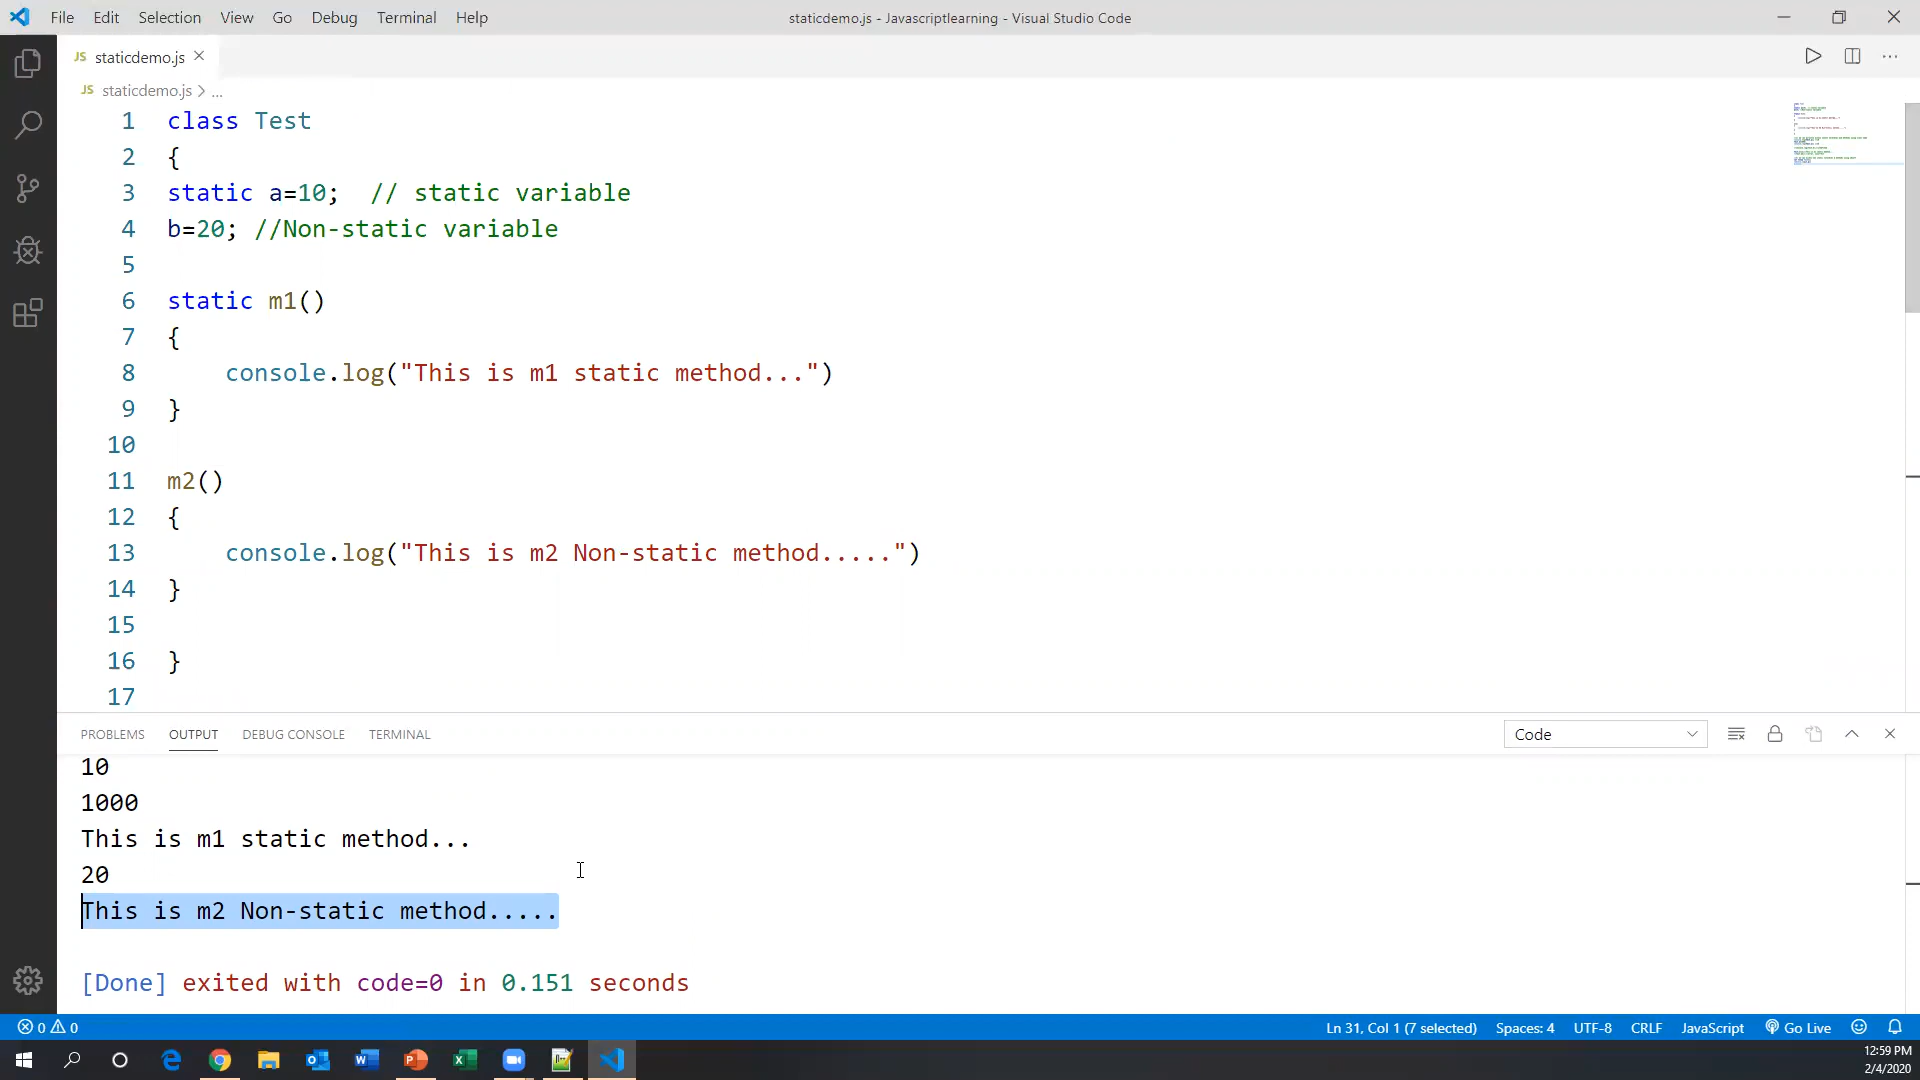 File Edit Selection View Go Debug Terminal Help
staticdemo.js - Javascriptlearning - Visual Studio Code
JS staticdemo.js
JS staticdemo.js > ...
1 class Test
2 {
3 static a=10;  // static variable
4 b=20; //Non-static variable
5
6 static m1()
7 {
8     console.log("This is m1 static method...")
9 }
10
11 m2()
12 {
13     console.log("This is m2 Non-static method.....")
14 }
15
16 }
17
PROBLEMS OUTPUT DEBUG CONSOLE TERMINAL
Code
10
1000
This is m1 static method...
20
This is m2 Non-static method.....
[Done] exited with code=0 in 0.151 seconds
0 0
Ln 31, Col 1 (7 selected) Spaces: 4 UTF-8 CRLF JavaScript Go Live
12:59 PM
2/4/2020